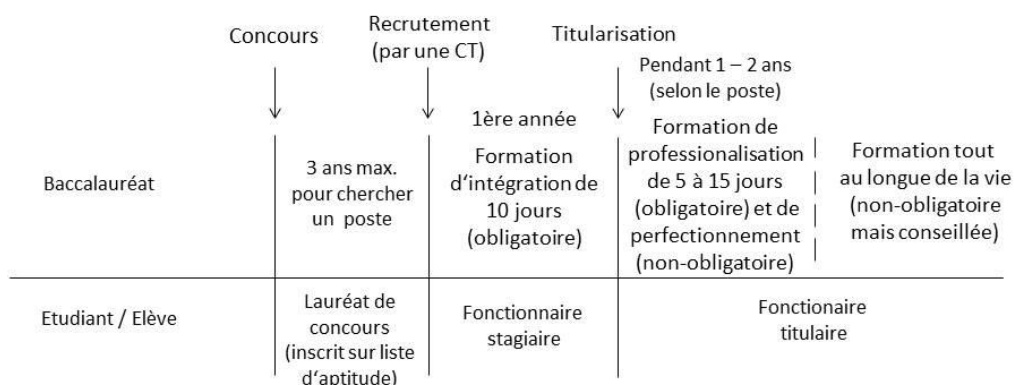 Concours
Recrutement
(par une CT)
Titularisation
Pendant 1 – 2 ans
(selon le poste)
Baccalauréat
3 ans max.
pour chercher
un poste
1ère année
Formation
d‘intégration de
10 jours
(obligatoire)
Formation de
professionalisation
de 5 à 15 jours
(obligatoire) et de
perfectionnement
(non-obligatoire)
Formation tout
au longue de la vie
(non-obligatoire
mais conseillée)
Etudiant / Elève
Lauréat de
concours
(inscrit sur liste
d‘aptitude)
Fonctionnaire
stagiaire
Fonctionaire
titulaire